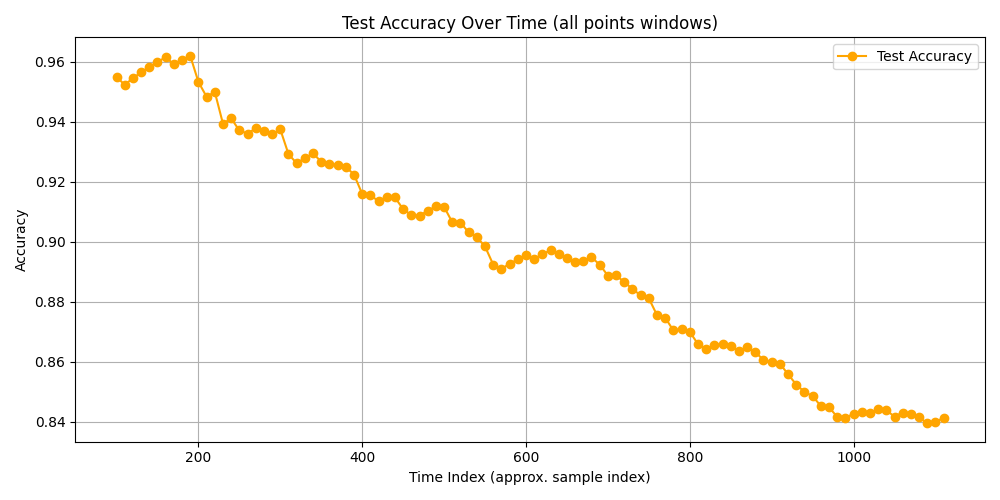 Test Accuracy Over Time (all points windows)
Test Accuracy
Accuracy
0.96
0.94
0.92
0.90
0.88
0.86
0.84
200 400 600 800 1000
Time Index (approx. sample index)